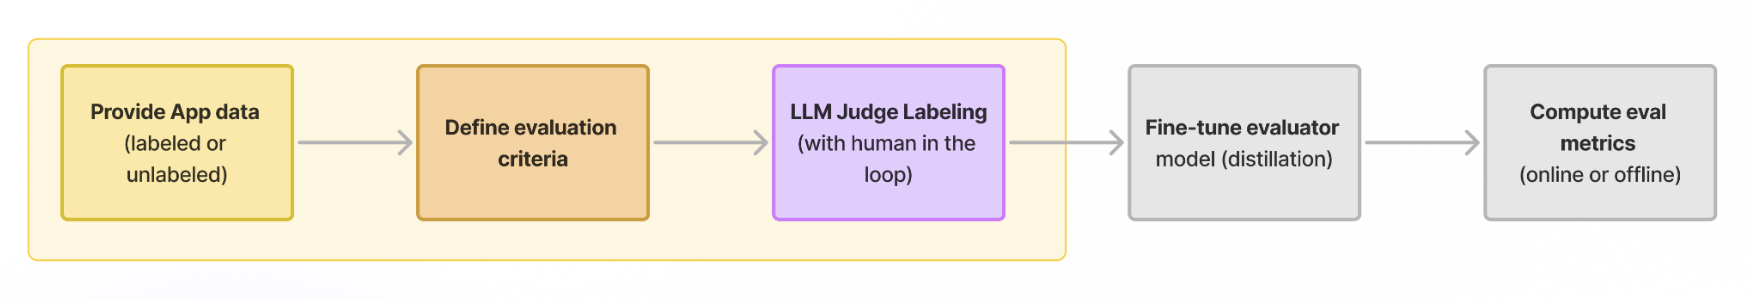 Provide App data
(labeled or
unlabeled)
Define evaluation
criteria
LLM Judge Labeling
(with human in the
loop)
Fine-tune evaluator
model (distillation)
Compute eval
metrics
(online or offline)